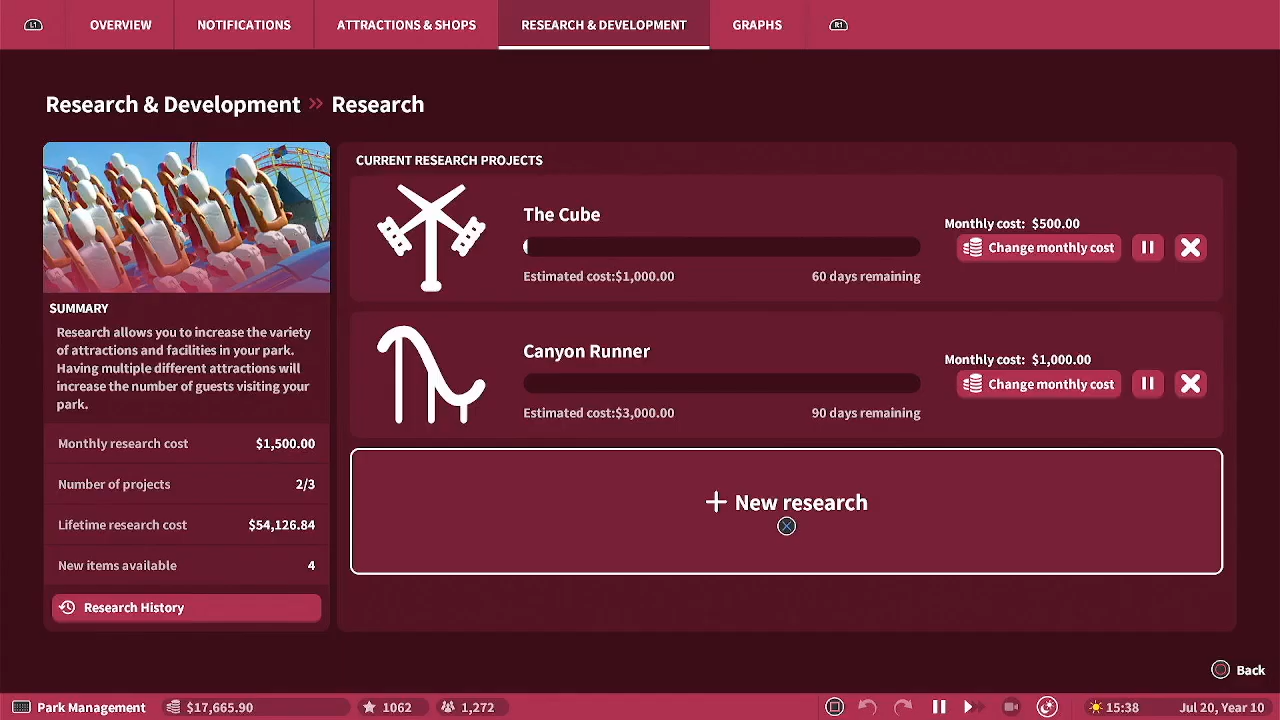 L1
OVERVIEW
NOTIFICATIONS
ATTRACTIONS & SHOPS
RESEARCH & DEVELOPMENT
GRAPHS
R1
Research & Development » Research
SUMMARY
Research allows you to increase the variety
of attractions and facilities in your park.
Having multiple different attractions will
increase the number of guests visiting your
park.
Monthly research cost $1,500.00
Number of projects 2/3
Lifetime research cost $54,126.84
New items available 4
Research History
CURRENT RESEARCH PROJECTS
The Cube
Estimated cost:$1,000.00 60 days remaining
Monthly cost: $500.00
Change monthly cost
Canyon Runner
Estimated cost:$3,000.00 90 days remaining
Monthly cost: $1,000.00
Change monthly cost
+ New research
Back
Park Management $17,665.90 1062 1,272 15:38 Jul 20, Year 10